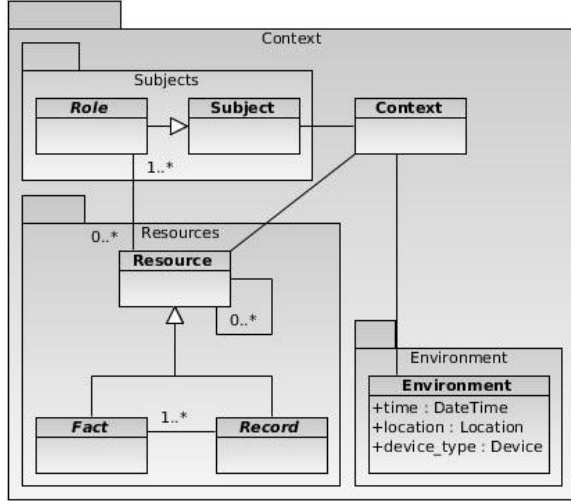 Context
Subjects
Role
Subject
Context
1..*
0..*
Resources
Resource
0..*
Environment
Environment
+time : DateTime
+location : Location
+device_type : Device
Fact
1..*
Record